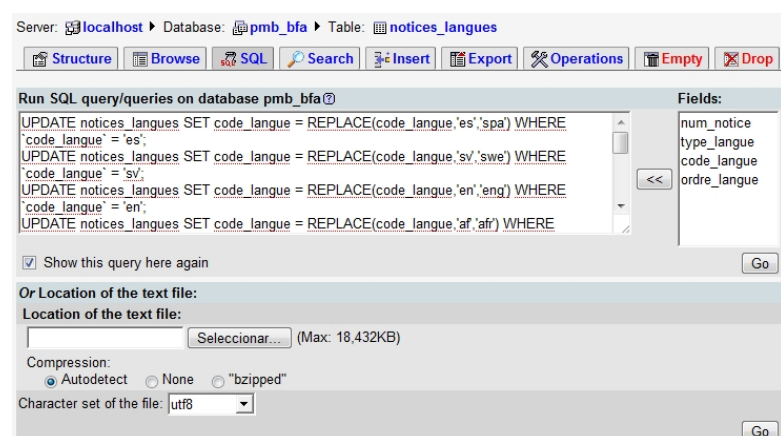 Server: localhost ▸ Database: pmb_bfa ▸ Table: notices_langues
Structure Browse SQL Search Insert Export Operations Empty Drop
Run SQL query/queries on database pmb_bfa Fields:
UPDATE notices_langues SET code_langue = REPLACE(code_langue,'es','spa') WHERE
`code_langue` = 'es';
UPDATE notices_langues SET code_langue = REPLACE(code_langue,'sv','swe') WHERE
`code_langue` = 'sv';
UPDATE notices_langues SET code_langue = REPLACE(code_langue,'en','eng') WHERE
`code_langue` = 'en';
UPDATE notices_langues SET code_langue = REPLACE(code_langue,'af','afr') WHERE
<<
num_notice
type_langue
code_langue
ordre_langue
Show this query here again Go
Or Location of the text file:
Location of the text file:
Seleccionar... (Max: 18,432KB)
Compression:
Autodetect None "bzipped"
Character set of the file: utf8
Go